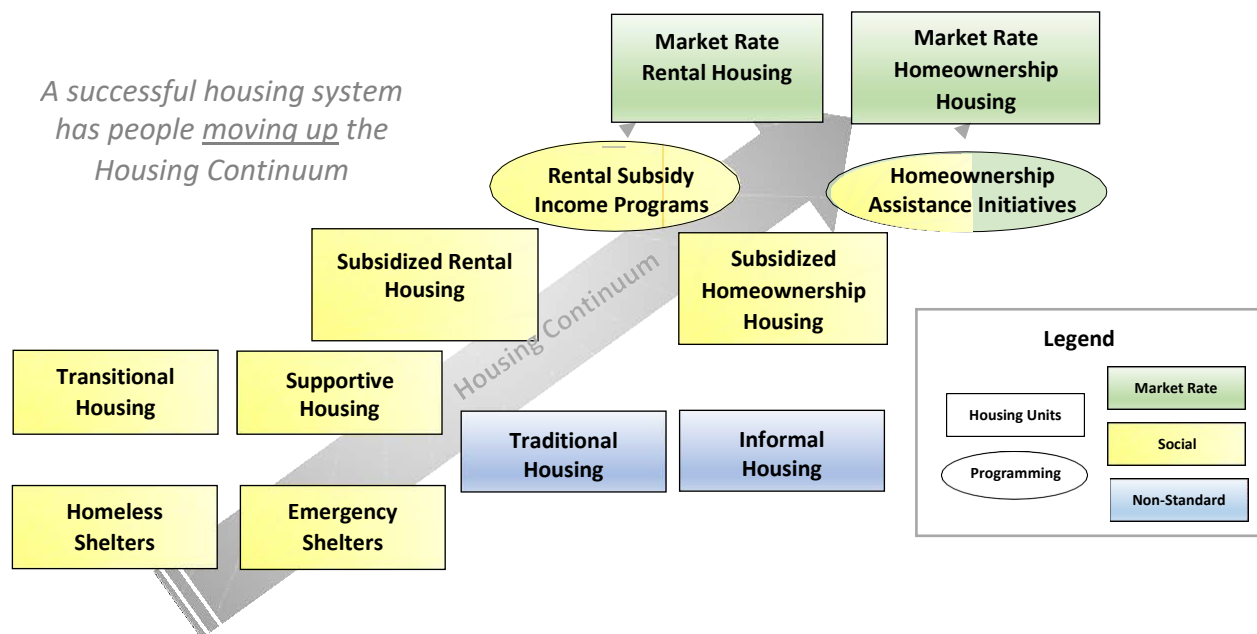 A successful housing system
has people moving up the
Housing Continuum
Market Rate
Rental Housing
Market Rate
Homeownership
Housing
Rental Subsidy
Income Programs
Homeownership
Assistance Initiatives
Subsidized Rental
Housing
Subsidized
Homeownership
Housing
Housing Continuum
Transitional
Housing
Supportive
Housing
Traditional
Housing
Informal
Housing
Homeless
Shelters
Emergency
Shelters
Legend
Housing Units
Programming
Market Rate
Social
Non-Standard